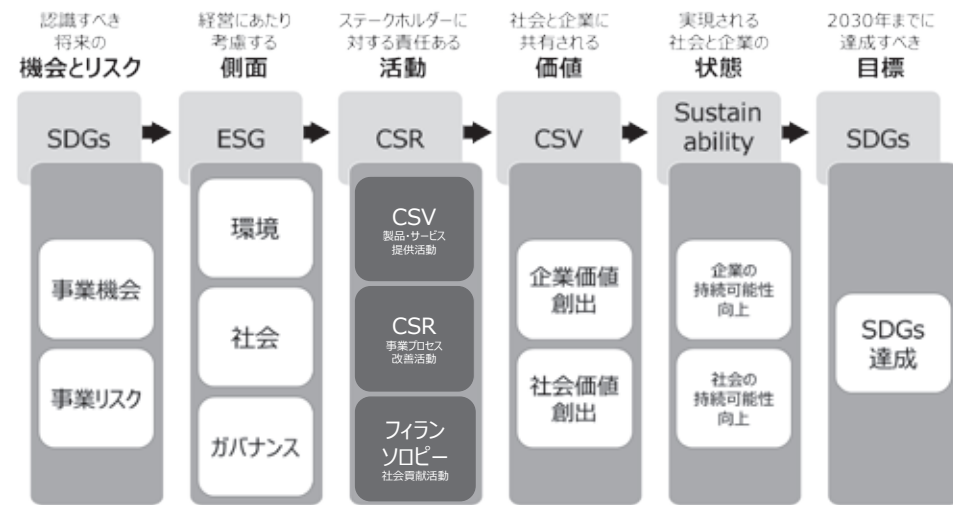 認識すべき
将来の
機会とリスク
経営にあたり
考慮する
側面
ステークホルダーに
対する責任ある
活動
社会と企業に
共有される
価値
実現される
社会と企業の
状態
2030年までに
達成すべき
目標
SDGs
ESG
CSR
CSV
Sustain
ability
SDGs
事業機会
事業リスク
環境
社会
ガバナンス
CSV
製品・サービス
提供活動
CSR
事業プロセス
改善活動
フィラン
ソロピー
社会貢献活動
企業価値
創出
社会価値
創出
企業の
持続可能性
向上
社会の
持続可能性
向上
SDGs
達成